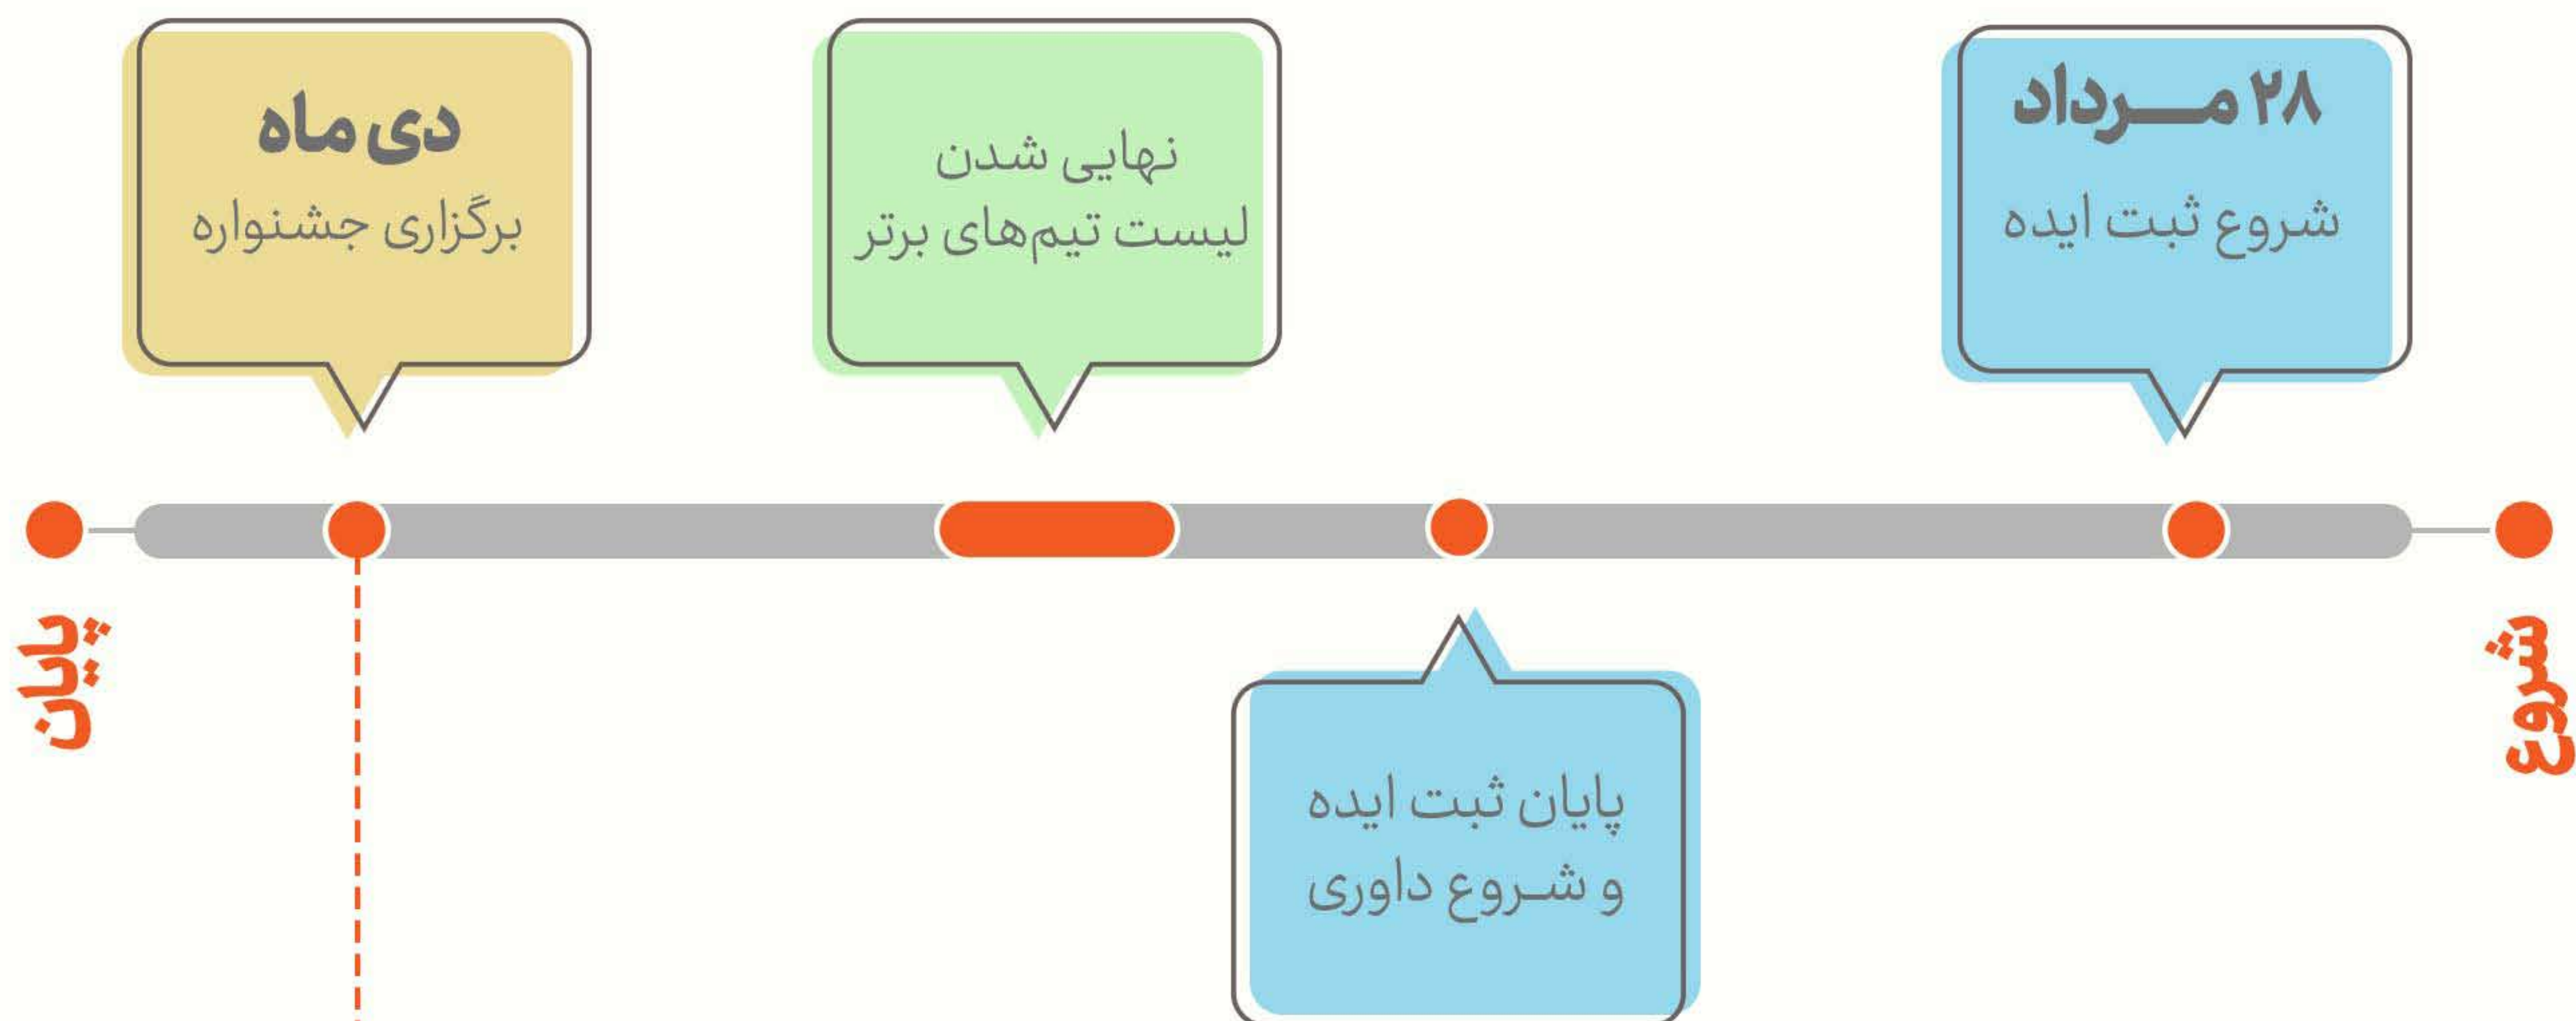 شروع
۲۸ مـــرداد
شروع ثبت ایده
پایان ثبت ایده
و شـروع داوری
نهایی شدن
لیست تیم‌های برتر
دی ماه
برگزاری جشنواره
پایان